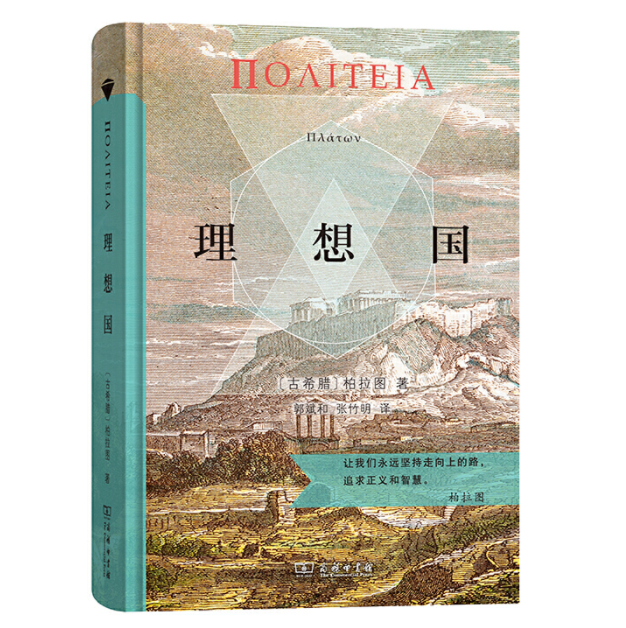 ΠΟΛΙΤΕΙΑ
Πλάτων
理想国
〔古希腊〕柏拉图 著
郭斌和 张竹明 译
让我们永远坚持走向上的路,
追求正义和智慧。
柏拉图
商务印书馆
The Commercial Press
ΠΟΛΙΤΕΙΑ
理想国
〔古希腊〕柏拉图 著